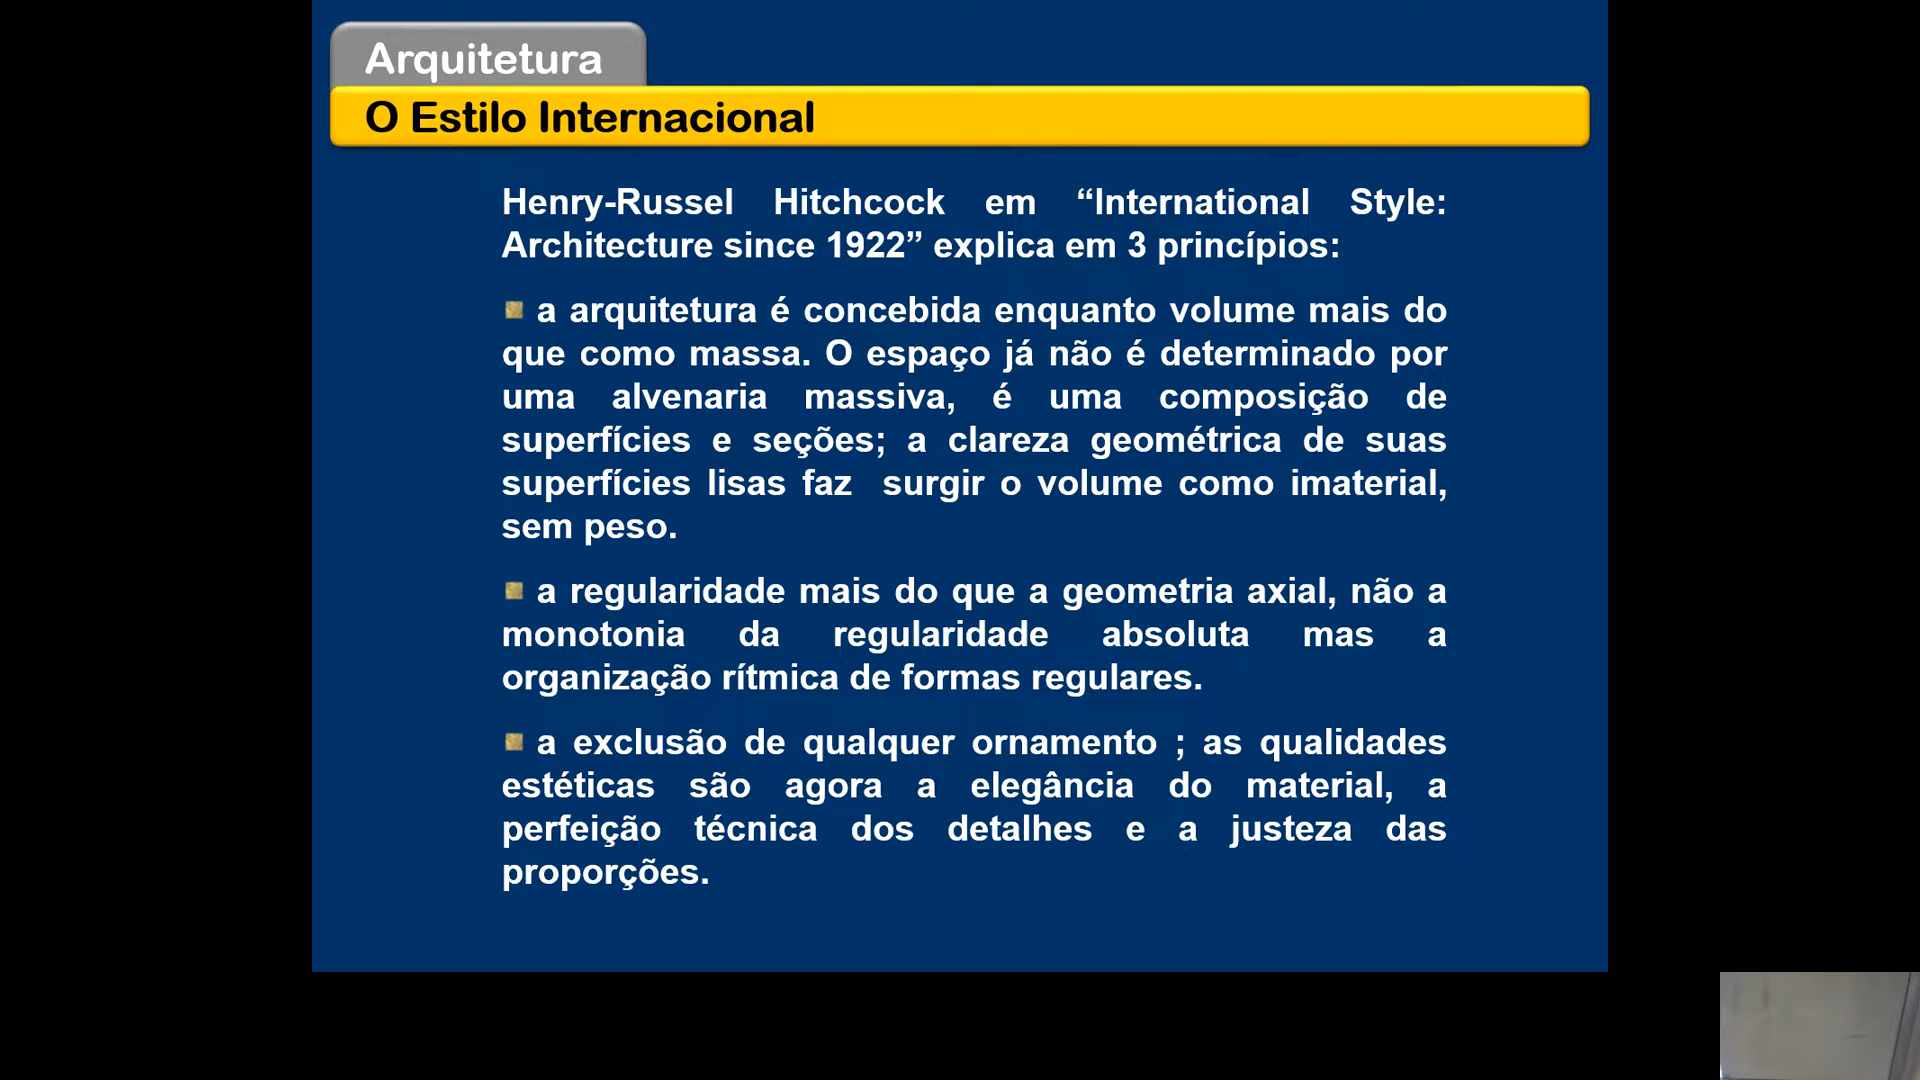 Arquitetura
O Estilo Internacional
Henry-Russel Hitchcock em “International Style:
Architecture since 1922” explica em 3 princípios:
a arquitetura é concebida enquanto volume mais do
que como massa. O espaço já não é determinado por
uma alvenaria massiva, é uma composição de
superfícies e seções; a clareza geométrica de suas
superfícies lisas faz surgir o volume como imaterial,
sem peso.
a regularidade mais do que a geometria axial, não a
monotonia da regularidade absoluta mas a
organização rítmica de formas regulares.
a exclusão de qualquer ornamento ; as qualidades
estéticas são agora a elegância do material, a
perfeição técnica dos detalhes e a justeza das
proporções.